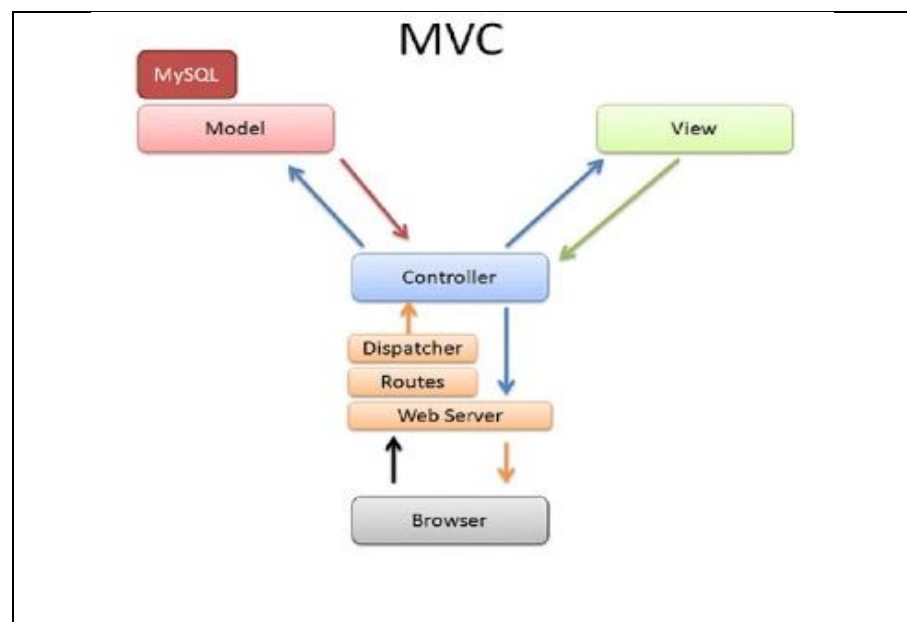 MVC
MySQL
Model
View
Controller
Dispatcher
Routes
Web Server
Browser